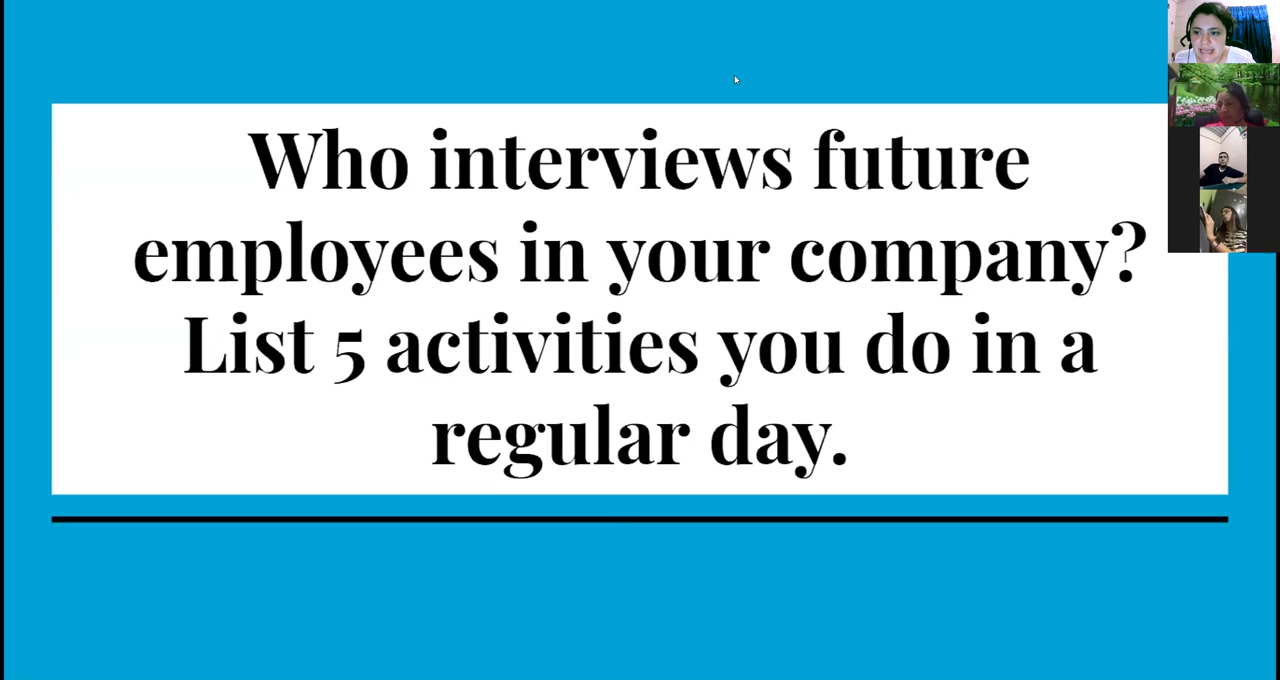 Who interviews future
employees in your company?
List 5 activities you do in a
regular day.